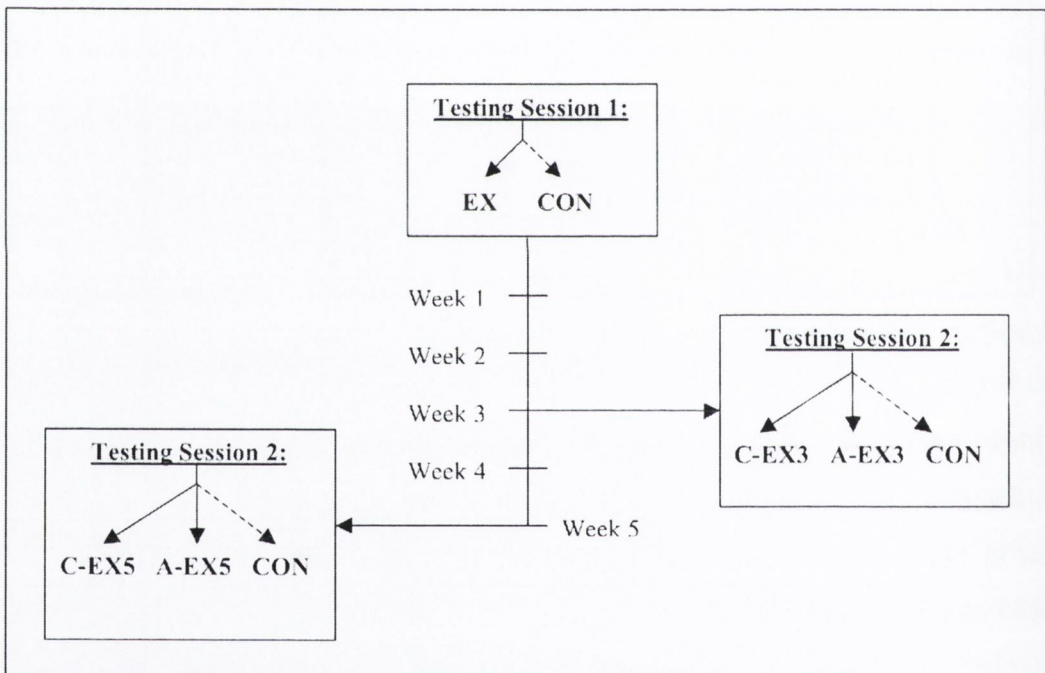 Testing Session 1:
EX CON
Week 1
Week 2
Testing Session 2:
Week 3
C-EX3 A-EX3 CON
Testing Session 2:
Week 4
Week 5
C-EX5 A-EX5 CON